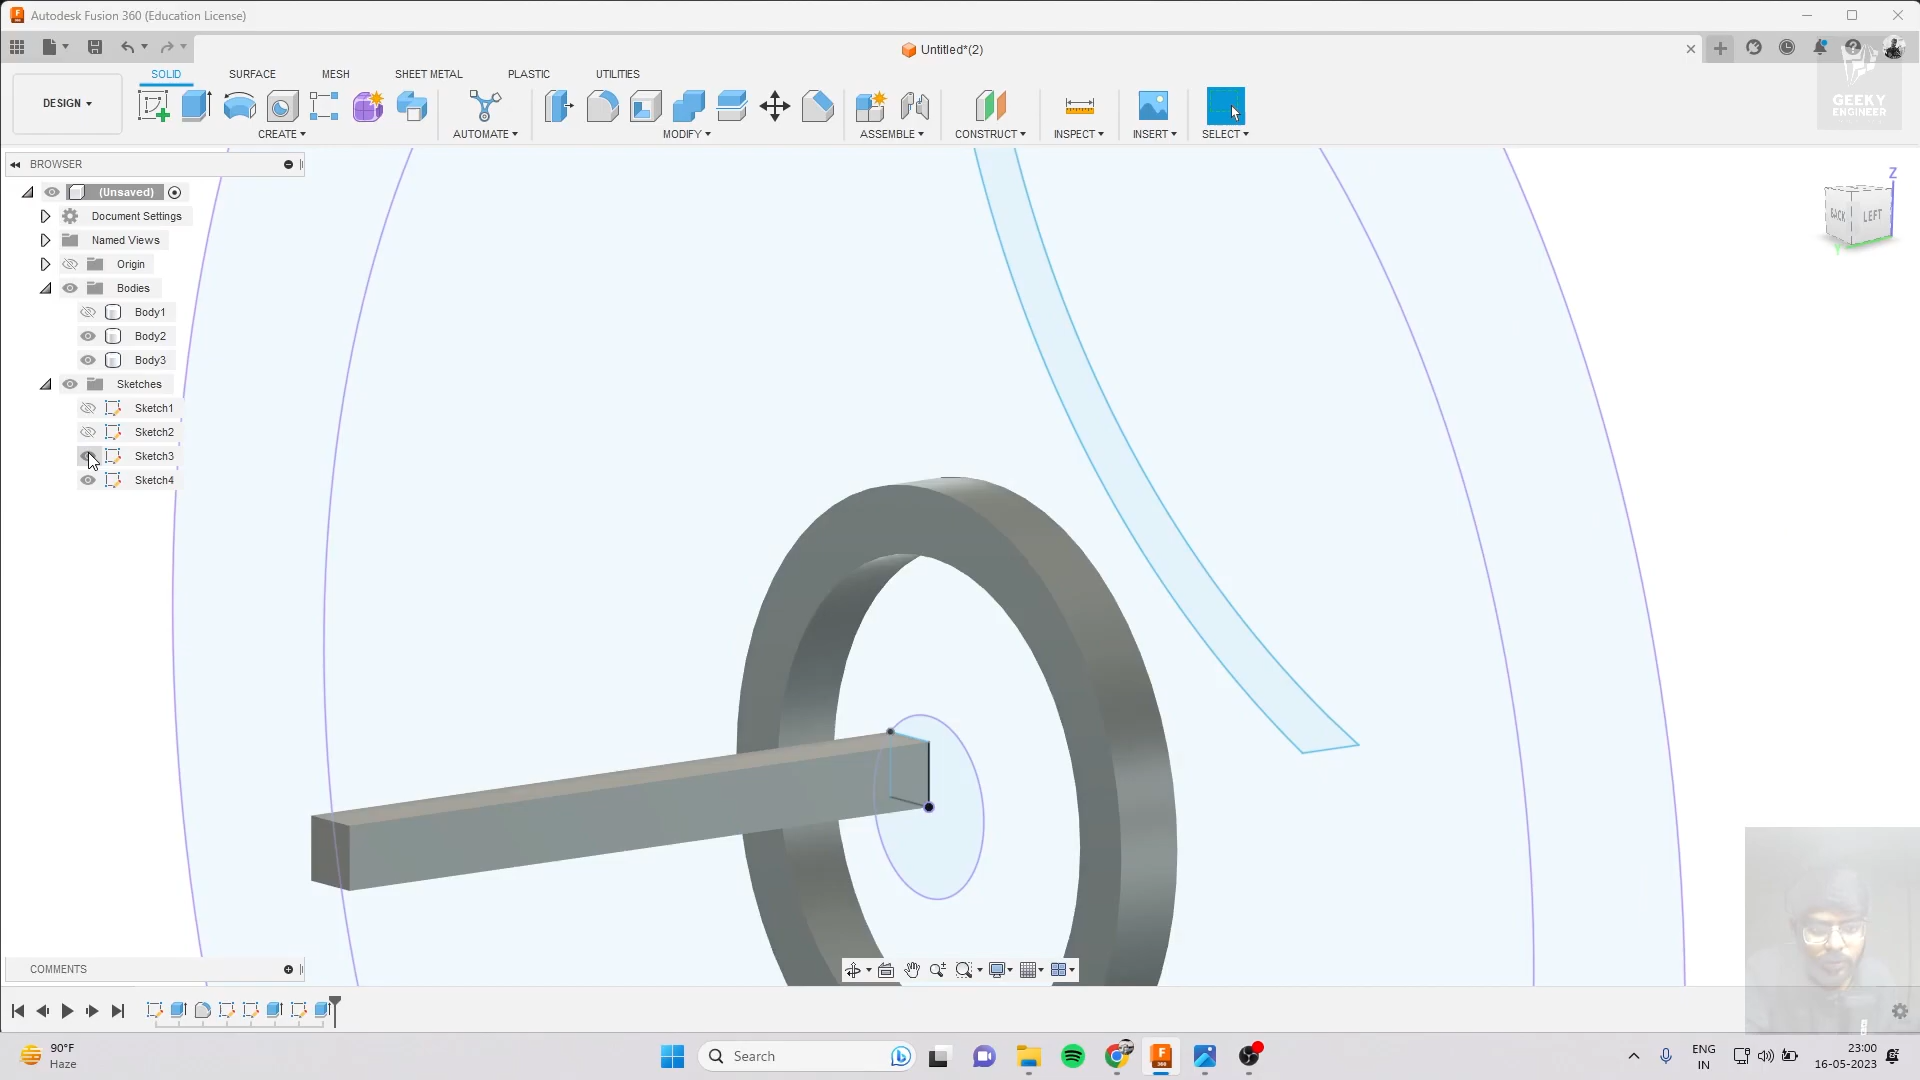 Autodesk Fusion 360 (Education License)
Untitled*(2)
SOLID SURFACE MESH SHEET METAL PLASTIC UTILITIES
DESIGN
CREATE AUTOMATE MODIFY ASSEMBLE CONSTRUCT INSPECT INSERT SELECT
GEEKY
ENGINEER
BROWSER
(Unsaved)
Document Settings
Named Views
Origin
Bodies
Body1
Body2
Body3
Sketches
Sketch1
Sketch2
Sketch3
Sketch4
Z
BACK LEFT
Y
COMMENTS
90°F
Haze
Search
F
360
ENG
IN
23:00
16-05-2023